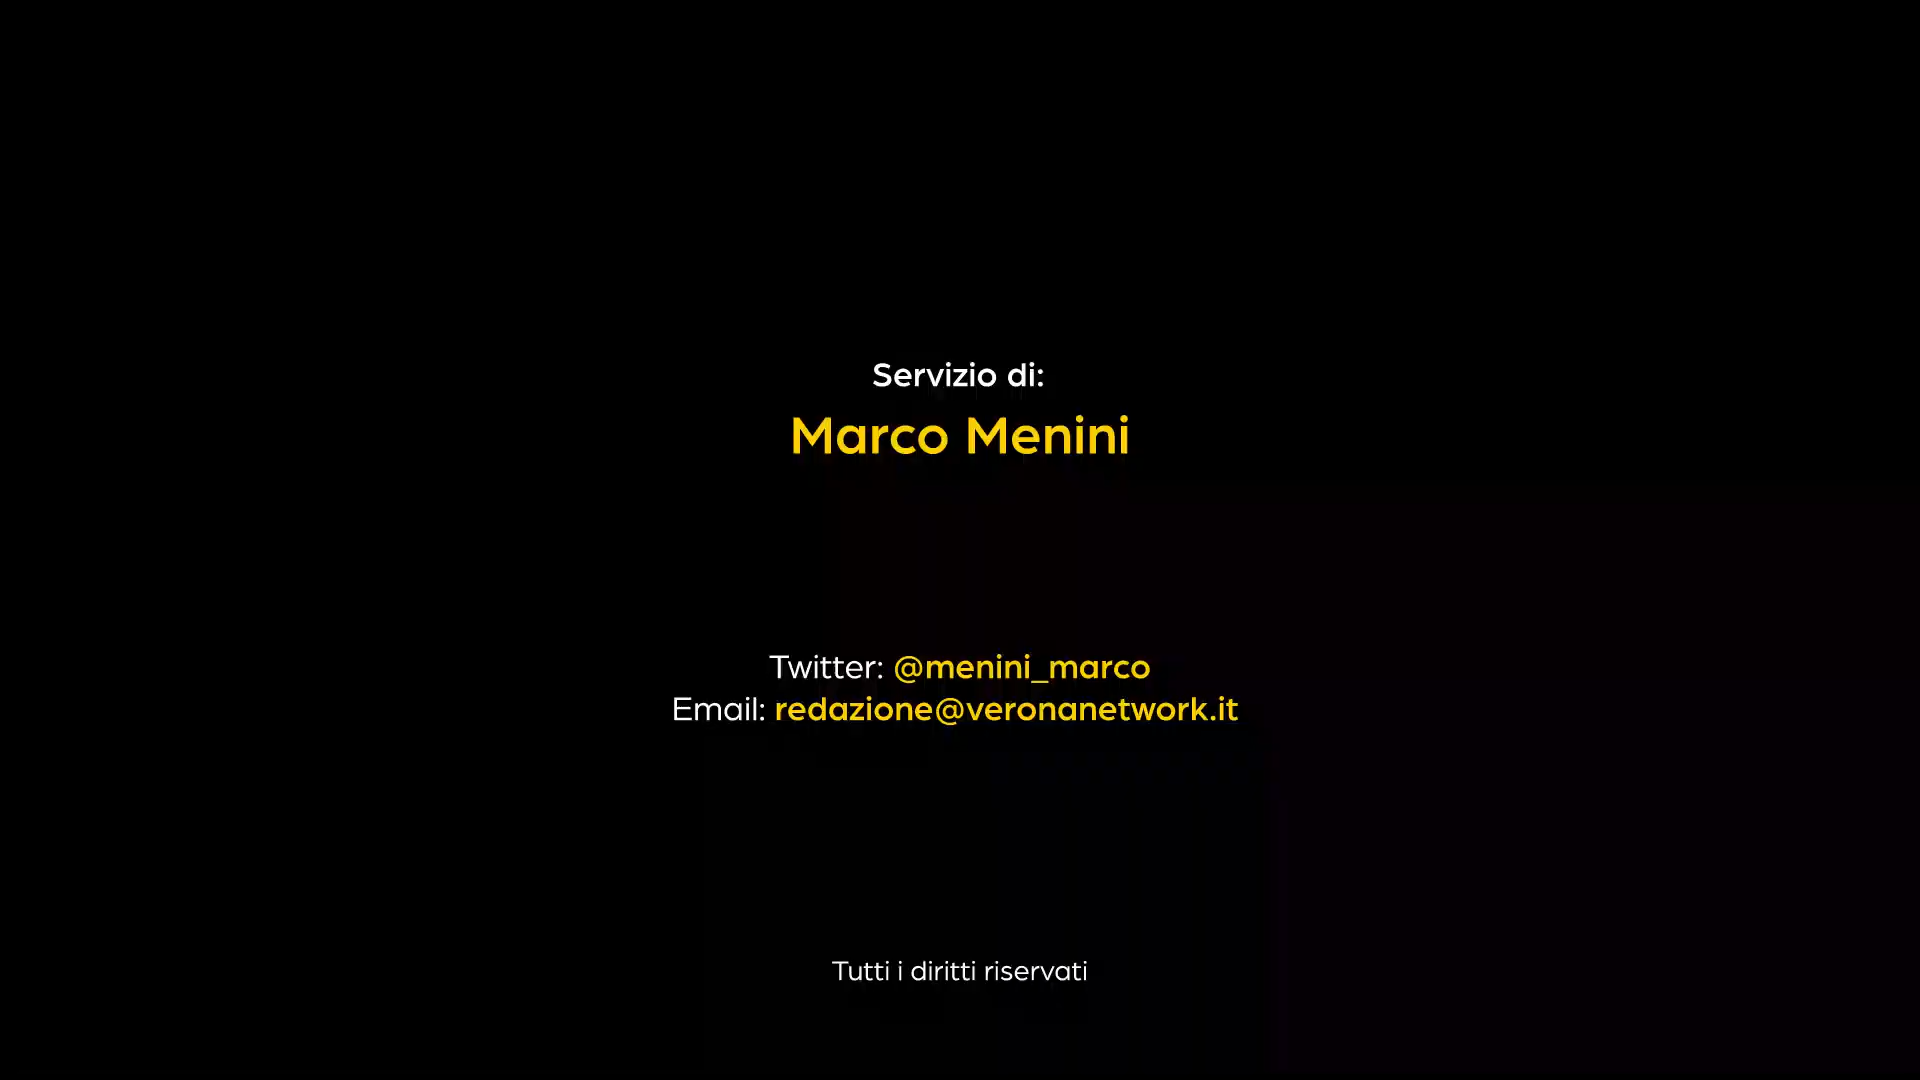 Servizio di:
Marco Menini
Twitter: @menini_marco
Email: redazione@veronanetwork.it
Tutti i diritti riservati